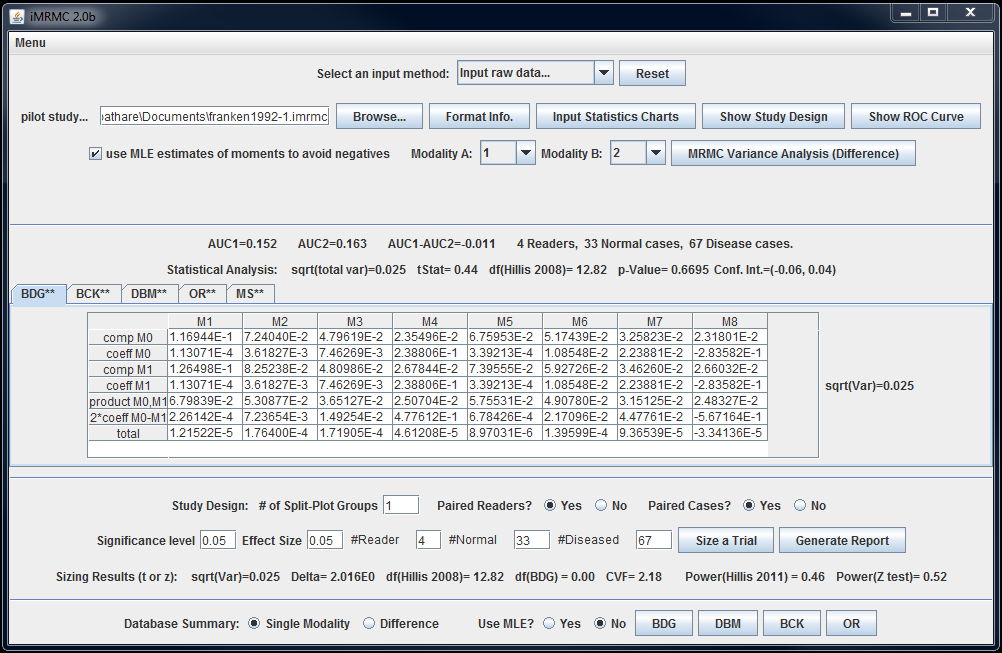 iMRMC 2.0b
Menu
Select an input method: Input raw data... Reset
pilot study... pathare\Documents\franken1992-1.imrmc Browse... Format Info. Input Statistics Charts Show Study Design Show ROC Curve
use MLE estimates of moments to avoid negatives Modality A: 1 Modality B: 2 MRMC Variance Analysis (Difference)
AUC1=0.152 AUC2=0.163 AUC1-AUC2=-0.011 4 Readers, 33 Normal cases, 67 Disease cases.
Statistical Analysis: sqrt(total var)=0.025 tStat= 0.44 df(Hillis 2008)= 12.82 p-Value= 0.6695 Conf. Int.=(-0.06, 0.04)
BDG** BCK** DBM** OR** MS**
M1 M2 M3 M4 M5 M6 M7 M8
comp M0 1.16944E-1 7.24040E-2 4.79619E-2 2.35496E-2 6.75953E-2 5.17439E-2 3.25823E-2 2.31801E-2
coeff M0 1.13071E-4 3.61827E-3 7.46269E-3 2.38806E-1 3.39213E-4 1.08548E-2 2.23881E-2 -2.83582E-1
comp M1 1.26498E-1 8.25238E-2 4.80986E-2 2.67844E-2 7.39555E-2 5.92726E-2 3.46260E-2 2.66032E-2
coeff M1 1.13071E-4 3.61827E-3 7.46269E-3 2.38806E-1 3.39213E-4 1.08548E-2 2.23881E-2 -2.83582E-1
product M0,M1 6.79839E-2 5.30877E-2 3.65127E-2 2.50704E-2 5.75531E-2 4.90780E-2 3.15125E-2 2.48327E-2
2*coeff M0-M1 2.26142E-4 7.23654E-3 1.49254E-2 4.77612E-1 6.78426E-4 2.17096E-2 4.47761E-2 -5.67164E-1
total 1.21522E-5 1.76400E-4 1.71905E-4 4.61208E-5 8.97031E-6 1.39599E-4 9.36539E-5 -3.34136E-5
sqrt(Var)=0.025
Study Design: # of Split-Plot Groups 1 Paired Readers? Yes No Paired Cases? Yes No
Significance level 0.05 Effect Size 0.05 #Reader 4 #Normal 33 #Diseased 67 Size a Trial Generate Report
Sizing Results (t or z): sqrt(Var)=0.025 Delta= 2.016E0 df(Hillis 2008)= 12.82 df(BDG) = 0.00 CVF= 2.18 Power(Hillis 2011) = 0.46 Power(Z test)= 0.52
Database Summary: Single Modality Difference Use MLE? Yes No BDG DBM BCK OR